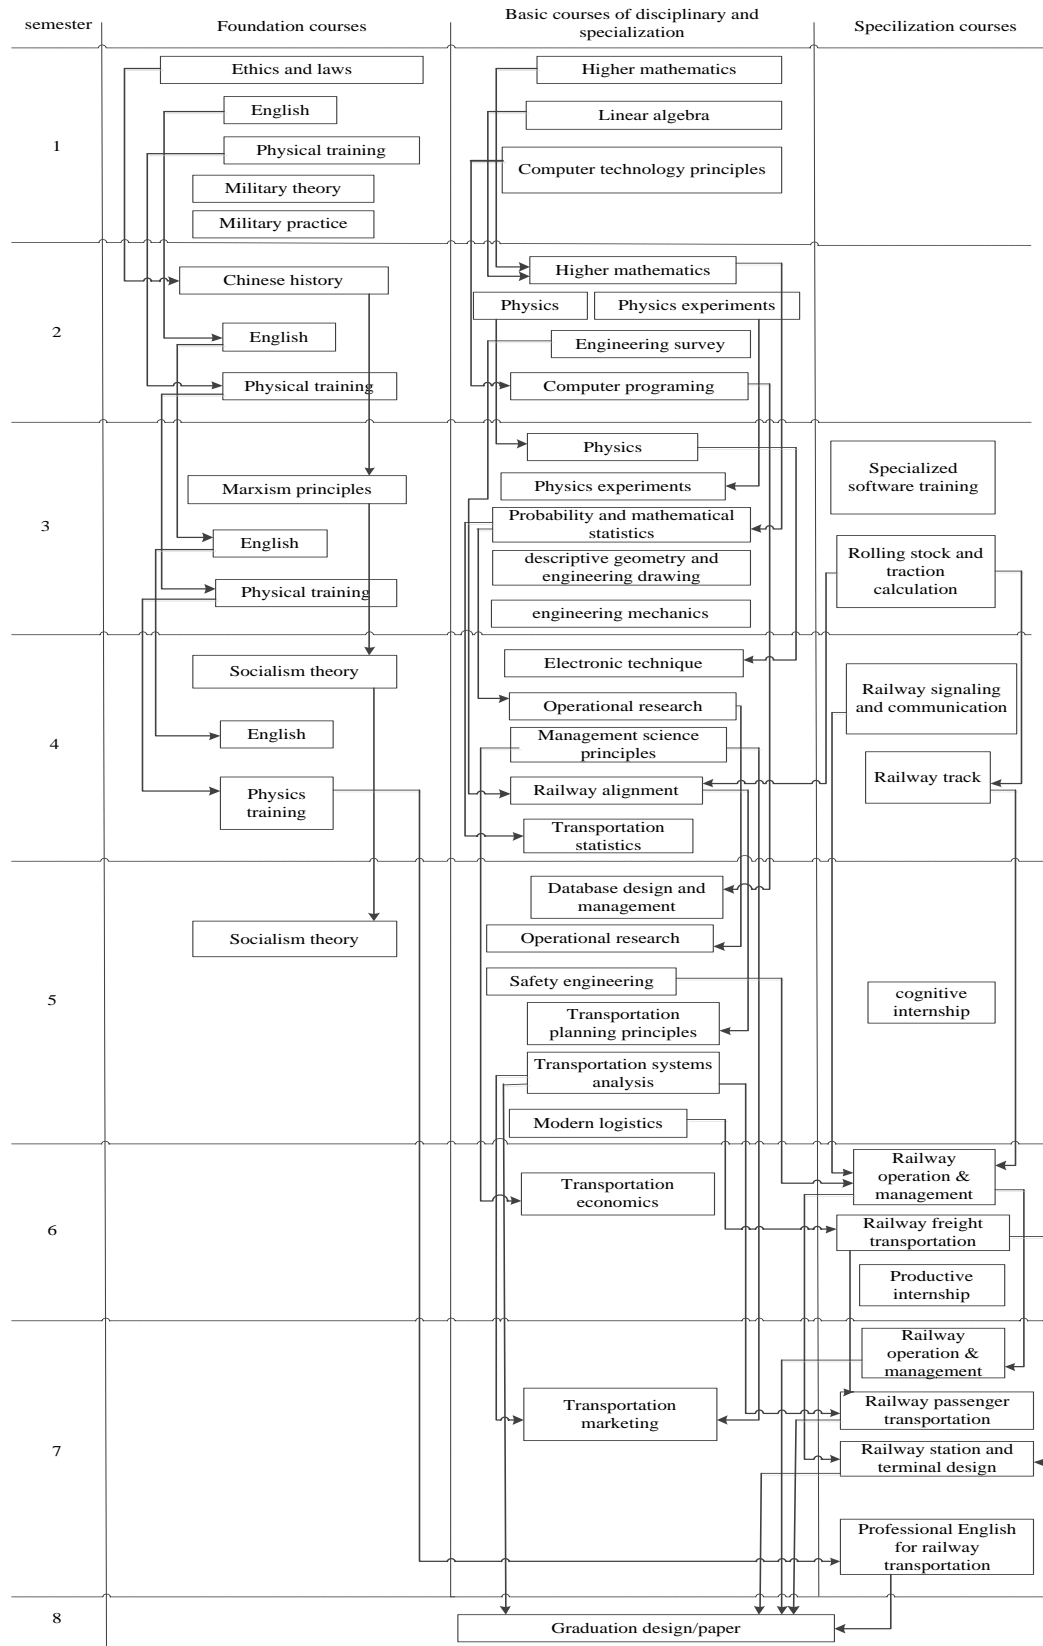 semester
Foundation courses
Basic courses of disciplinary and
specialization
Specilization courses
1
Ethics and laws
English
Physical training
Military theory
Military practice
Higher mathematics
Linear algebra
Computer technology principles
2
Chinese history
English
Physical training
Higher mathematics
Physics
Physics experiments
Engineering survey
Computer programing
3
Marxism principles
English
Physical training
Physics
Physics experiments
Probability and mathematical
statistics
descriptive geometry and
engineering drawing
engineering mechanics
Specialized
software training
Rolling stock and
traction
calculation
4
Socialism theory
English
Physics
training
Electronic technique
Operational research
Management science
principles
Railway alignment
Transportation
statistics
Railway signaling
and communication
Railway track
5
Socialism theory
Database design and
management
Operational research
Safety engineering
Transportation
planning principles
Transportation systems
analysis
Modern logistics
cognitive
internship
6
Transportation
economics
Railway
operation &
management
Railway freight
transportation
Productive
internship
7
Transportation
marketing
Railway
operation &
management
Railway passenger
transportation
Railway station and
terminal design
Professional English
for railway
transportation
8
Graduation design/paper